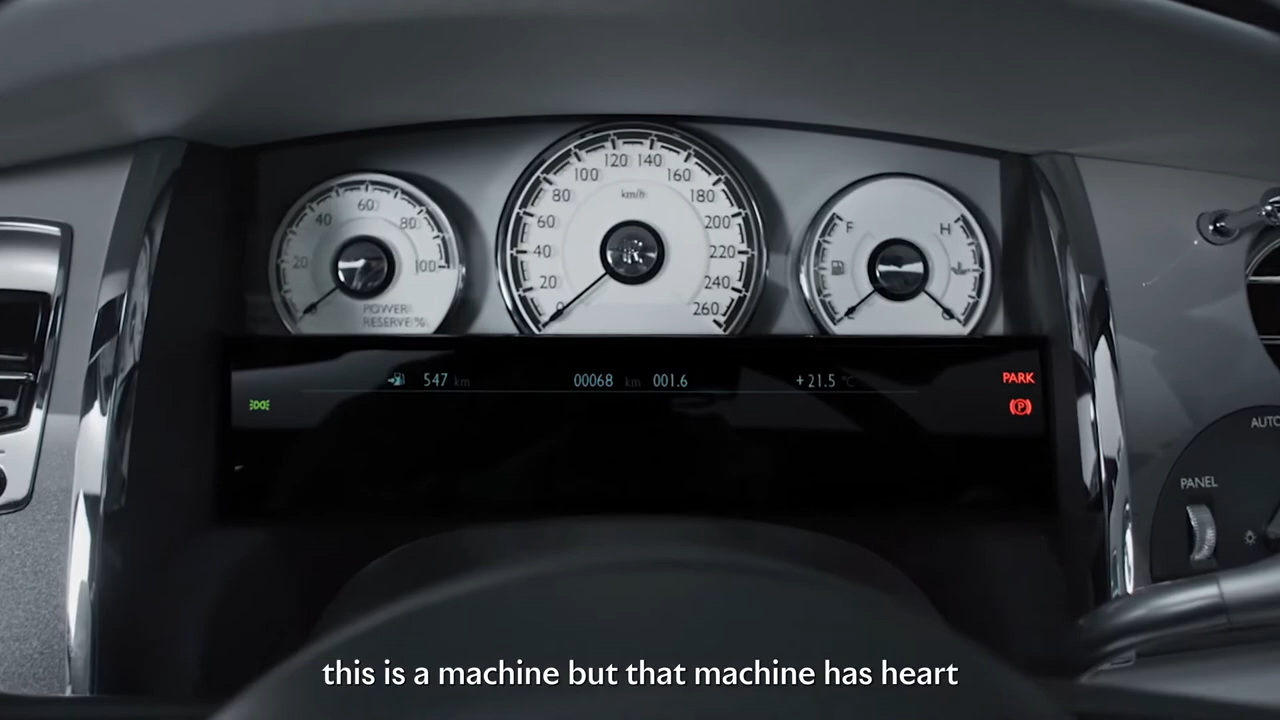 20 40 60 80 100
POWER
RESERVE %
0 20 40 60 80 100 120 140 160 180 200 220 240 260
km/h
F H
C
547 km 00068 km 001.6 +21.5 °C
PARK
P
AUTO
PANEL
this is a machine but that machine has heart